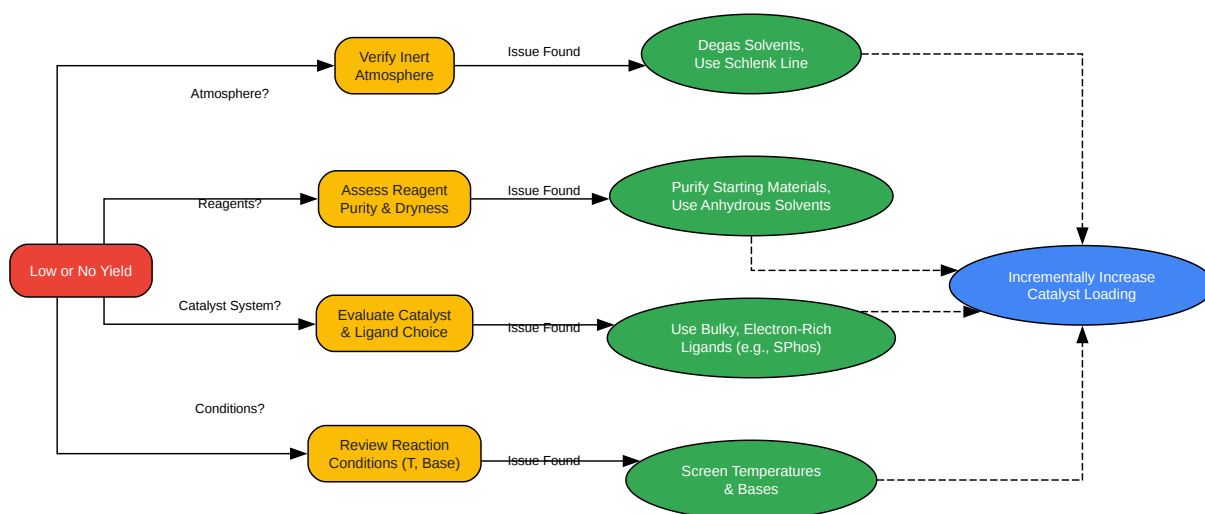 Verify Inert
Atmosphere
Issue Found
Degas Solvents,
Use Schlenk Line
Atmosphere?
Assess Reagent
Purity & Dryness
Issue Found
Purify Starting Materials,
Use Anhydrous Solvents
Reagents?
Low or No Yield
Incrementally Increase
Catalyst Loading
Catalyst System?
Evaluate Catalyst
& Ligand Choice
Issue Found
Use Bulky, Electron-Rich
Ligands (e.g., SPhos)
Conditions?
Review Reaction
Conditions (T, Base)
Issue Found
Screen Temperatures
& Bases